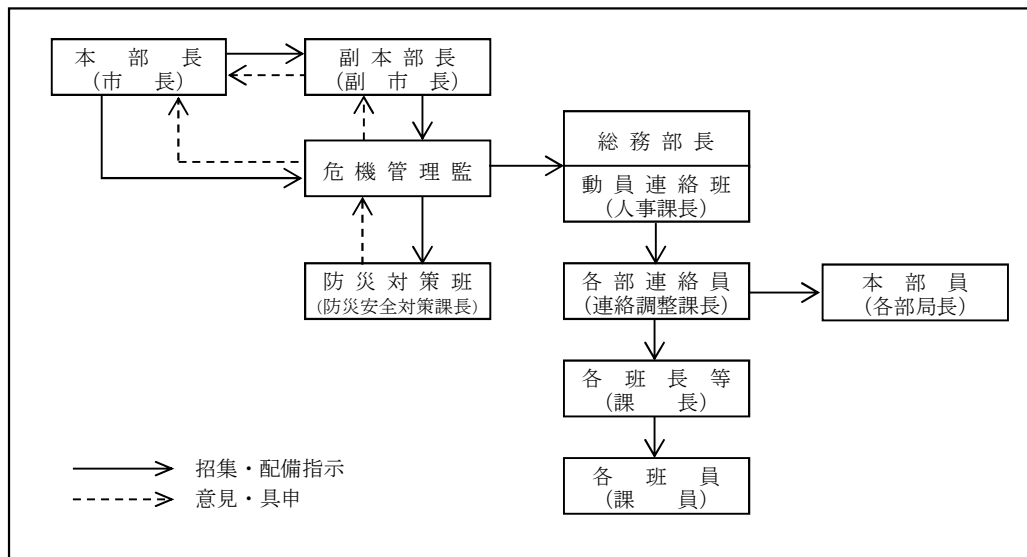 本部長
(市長)
副本部長
(副市長)
危機管理監
総務部長
動員連絡班
(人事課長)
防災対策班
(防災安全対策課長)
各部連絡員
(連絡調整課長)
本部員
(各部局長)
各班長等
(課長)
各班員
(課員)
招集・配備指示
意見・具申